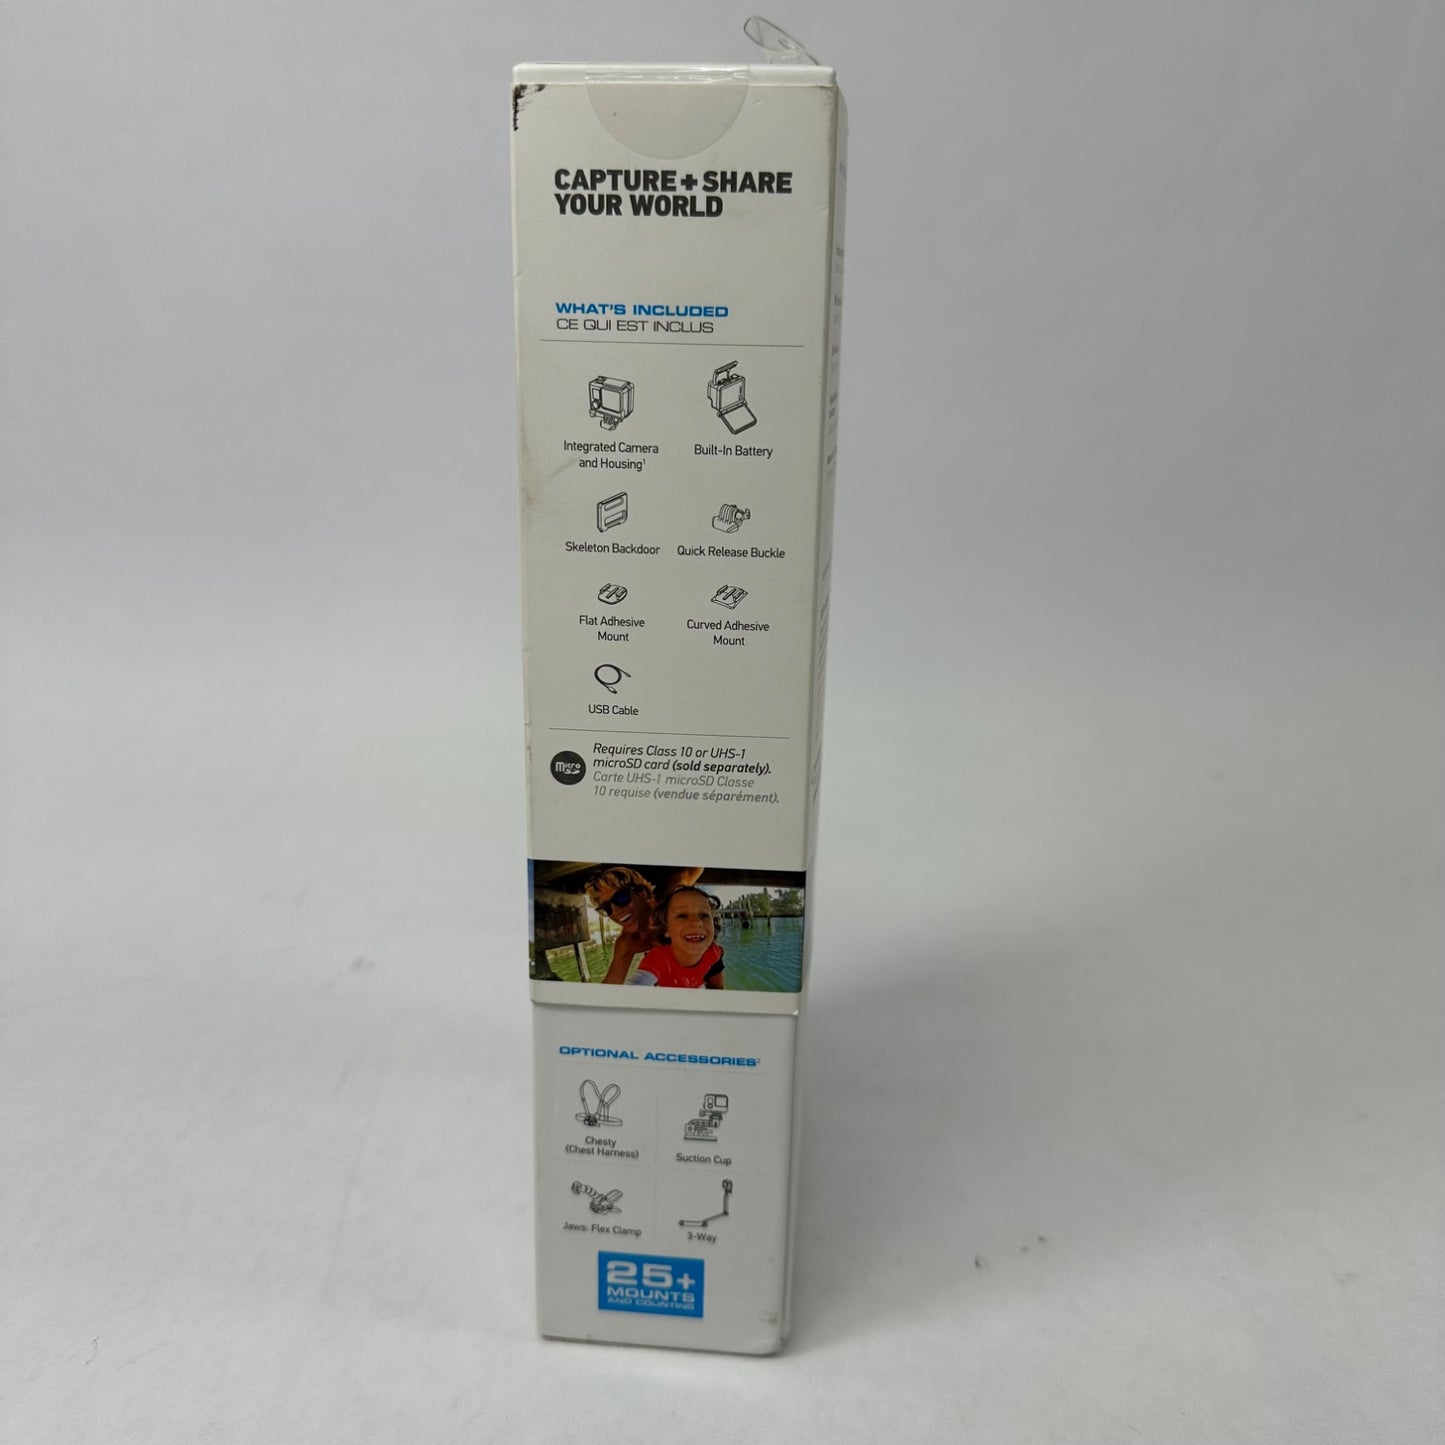 CAPTURE+SHARE
YOUR WORLD
WHAT'S INCLUDED
CE QUI EST INCLUS
Integrated Camera
and Housing¹
Built-In Battery
Skeleton Backdoor
Quick Release Buckle
Flat Adhesive
Mount
Curved Adhesive
Mount
USB Cable
micro
SD
Requires Class 10 or UHS-1
microSD card (sold separately).
Carte UHS-1 microSD Classe
10 requise (vendue séparément).
OPTIONAL ACCESSORIES²
Chesty
(Chest Harness)
Suction Cup
Jaws: Flex Clamp
3-Way
25+
MOUNTS
AND COUNTING